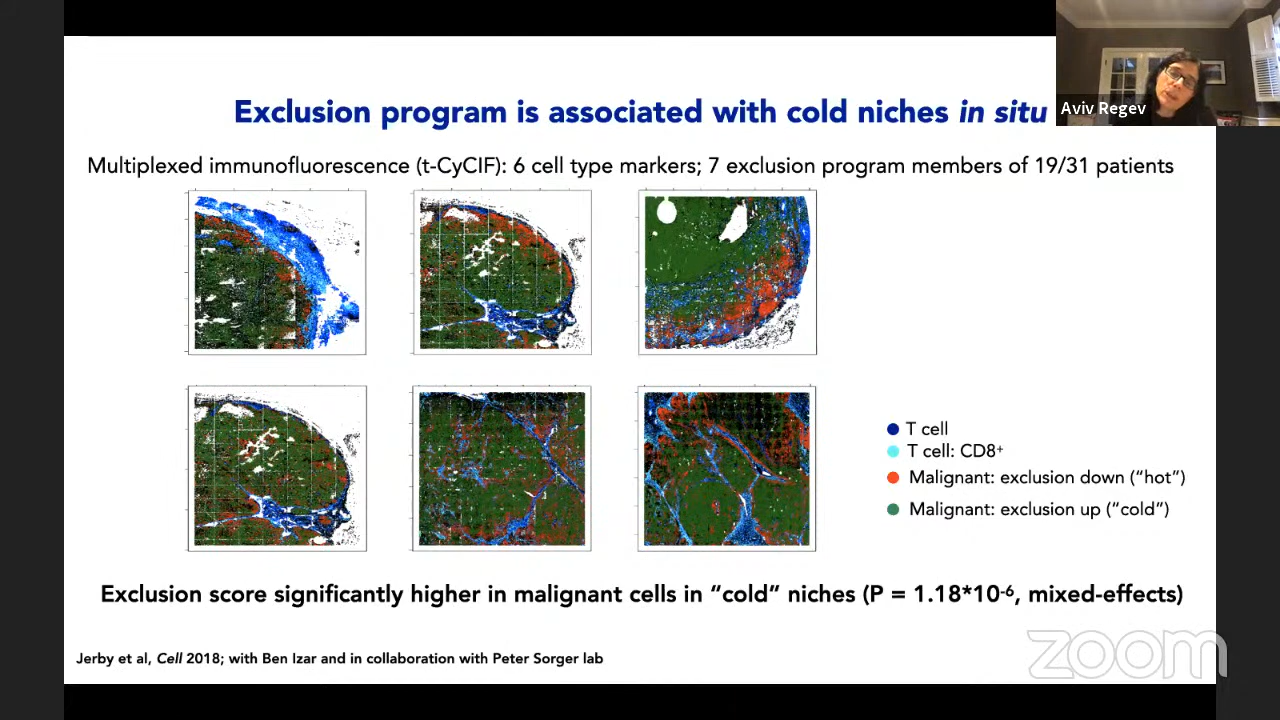 Aviv Regev
Exclusion program is associated with cold niches in situ
Multiplexed immunofluorescence (t-CyCIF): 6 cell type markers; 7 exclusion program members of 19/31 patients
T cell
T cell: CD8⁺
Malignant: exclusion down (“hot”)
Malignant: exclusion up (“cold”)
Exclusion score significantly higher in malignant cells in “cold” niches (P = 1.18*10⁻⁶, mixed-effects)
Jerby et al, Cell 2018; with Ben Izar and in collaboration with Peter Sorger lab
zoom